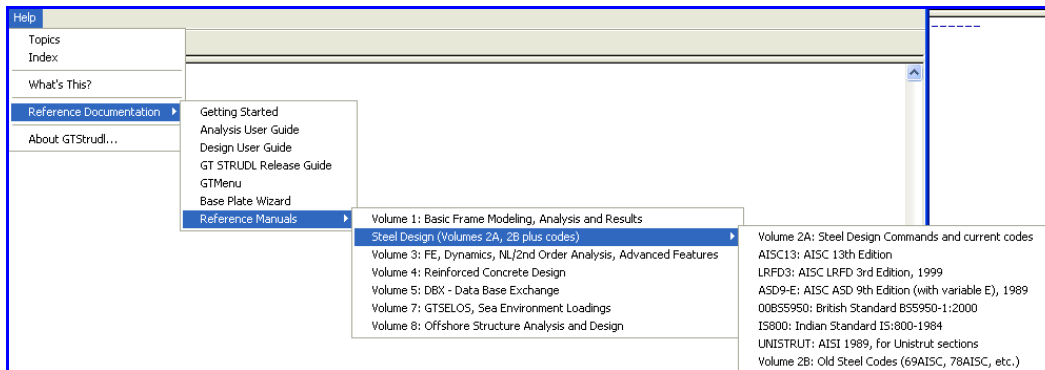 Help
Topics
Index
What's This?
Reference Documentation
About GTStrudl...
Getting Started
Analysis User Guide
Design User Guide
GT STRUDL Release Guide
GTMenu
Base Plate Wizard
Reference Manuals
Volume 1: Basic Frame Modeling, Analysis and Results
Steel Design (Volumes 2A, 2B plus codes)
Volume 3: FE, Dynamics, NL/2nd Order Analysis, Advanced Features
Volume 4: Reinforced Concrete Design
Volume 5: DBX - Data Base Exchange
Volume 7: GTSELOS, Sea Environment Loadings
Volume 8: Offshore Structure Analysis and Design
Volume 2A: Steel Design Commands and current codes
AISC13: AISC 13th Edition
LRFD3: AISC LRFD 3rd Edition, 1999
ASD9-E: AISC ASD 9th Edition (with variable E), 1989
00BS5950: British Standard BS5950-1:2000
IS800: Indian Standard IS:800-1984
UNISTRUT: AISI 1989, for Unistrut sections
Volume 2B: Old Steel Codes (69AISC, 78AISC, etc.)